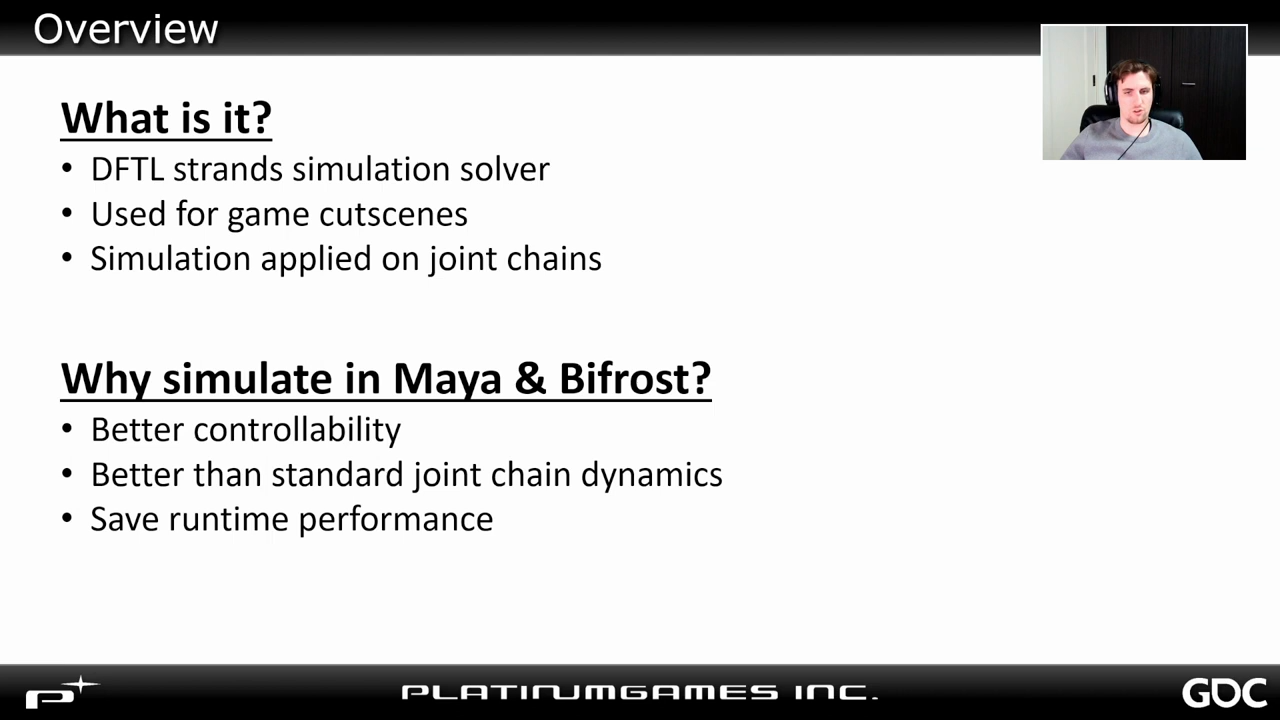 Overview
What is it?
• DFTL strands simulation solver
• Used for game cutscenes
• Simulation applied on joint chains
Why simulate in Maya & Bifrost?
• Better controllability
• Better than standard joint chain dynamics
• Save runtime performance
P
PLATINUMGAMES INC.
GDC